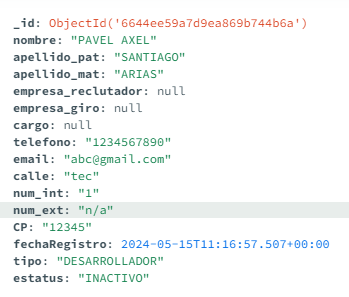 _id: ObjectId('6644ee59a7d9ea869b744b6a')
nombre: "PAVEL AXEL"
apellido_pat: "SANTIAGO"
apellido_mat: "ARIAS"
empresa_reclutador: null
empresa_giro: null
cargo: null
telefono: "1234567890"
email: "abc@gmail.com"
calle: "tec"
num_int: "1"
num_ext: "n/a"
CP: "12345"
fechaRegistro: 2024-05-15T11:16:57.507+00:00
tipo: "DESARROLLADOR"
estatus: "INACTIVO"